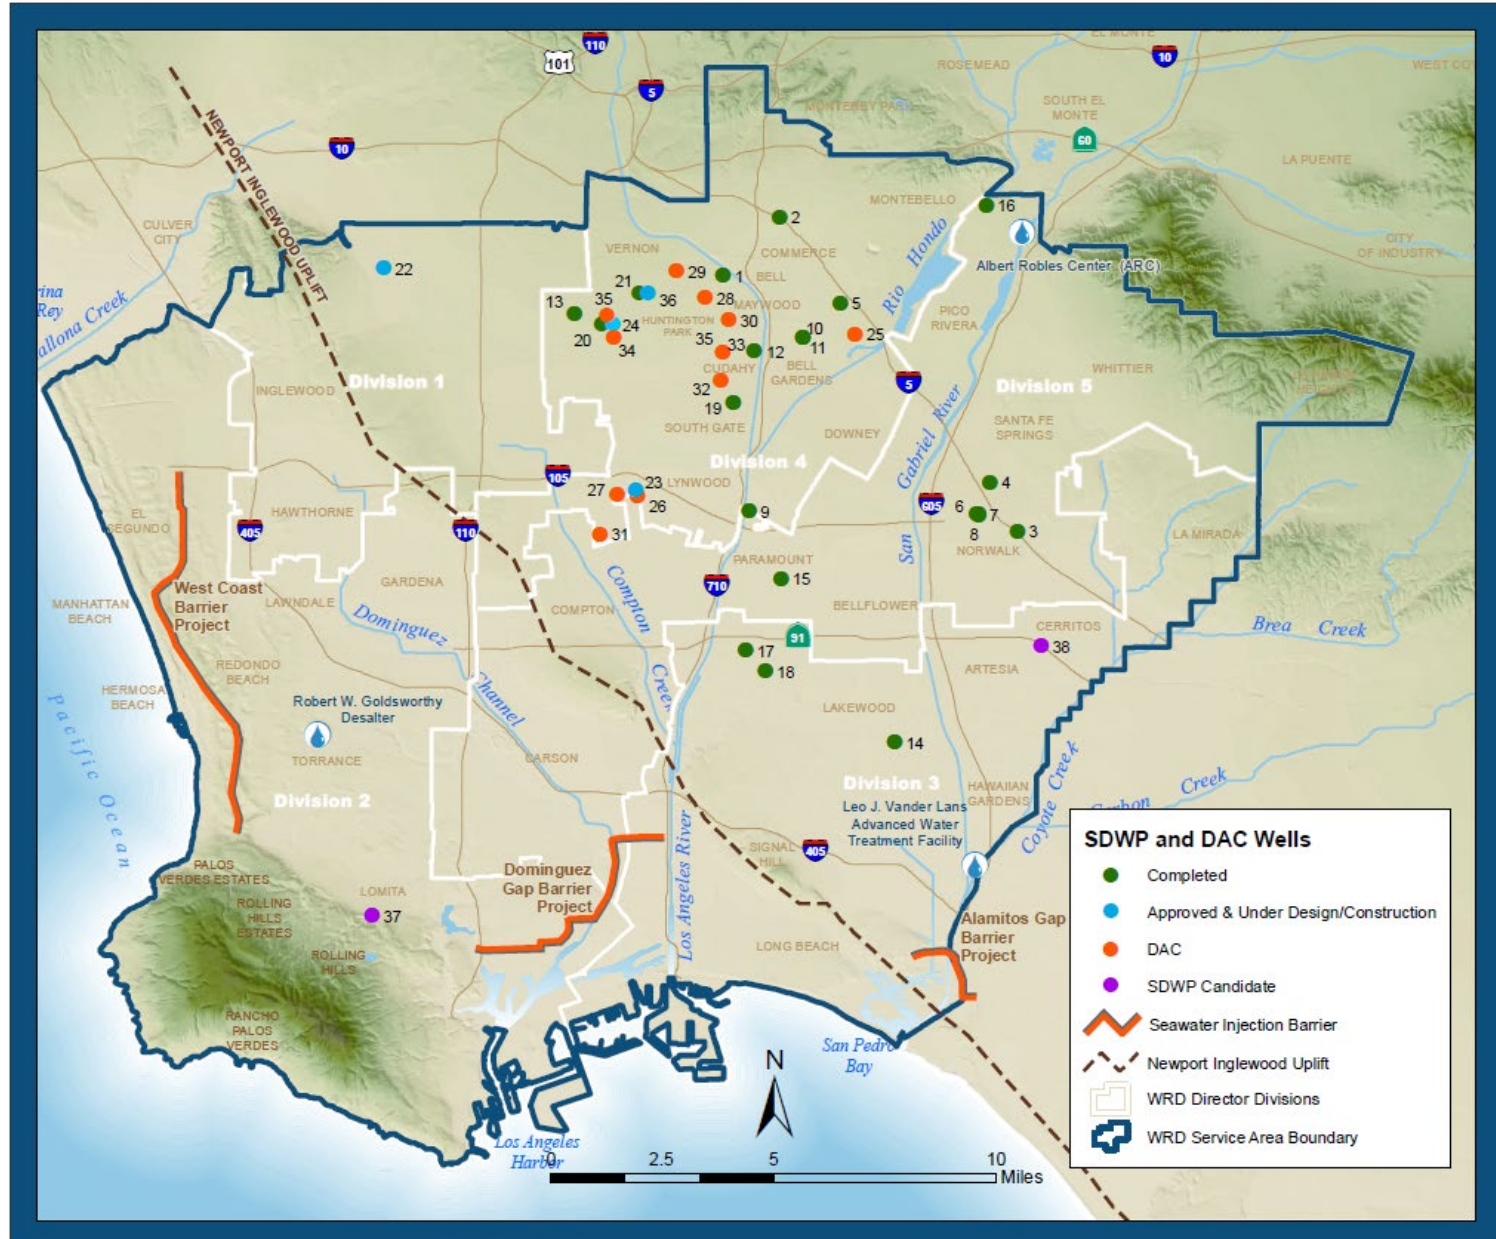 110
101
5
10
ROSEMEAD
EL MONTE
WEST CO
MONTEREY PARK
SOUTH EL
MONTE
60
10
LA PUENTE
NEWPORT INGLEWOOD UPLIFT
CULVER
CITY
MONTEBELLO
16
2
VERNON
COMMERCE
Rio Hondo
CITY
OF INDUSTRY
Albert Robles Center (ARC)
22
29
1
BELL
rina
Rey
allona Creek
21
36
28
MAYWOOD
5
PICO
RIVERA
13
35
24
HUNTINGTON
PARK
30
10
11
25
20
34
35
33
12
CUDAHY
BELL
GARDENS
WHITTIER
5
Division 1
INGLEWOOD
32
19
SOUTH GATE
DOWNEY
Division 5
SANTA FE
SPRINGS
San Gabriel River
Division 4
105
LYNWOOD
23
27
26
4
605
6
7
8
3
NORWALK
LA MIRADA
EL
SEGUNDO
HAWTHORNE
405
110
31
9
PARAMOUNT
15
710
West Coast
Barrier
Project
GARDENA
LAWNDALE
MANHATTAN
BEACH
COMPTON
Compton Creek
BELLFLOWER
Dominguez Channel
91
CERRITOS
38
Brea Creek
17
18
ARTESIA
REDONDO
BEACH
HERMOSA
BEACH
Robert W. Goldsworthy
Desalter
TORRANCE
LAKEWOOD
14
Pacific Ocean
CARSON
Division 2
Division 3
HAWAIIAN
GARDENS
Leo J. Vander Lans
Advanced Water
Treatment Facility
Coyote Creek
Carbon Creek
Los Angeles River
SIGNAL
HILL
405
PALOS
VERDES ESTATES
LOMITA
Dominguez
Gap Barrier
Project
37
ROLLING
HILLS
ESTATES
ROLLING
HILLS
RANCHO
PALOS
VERDES
LONG BEACH
Alamitos Gap
Barrier
Project
San Pedro
Bay
Los Angeles
Harbor
N
0
2.5
5
10
Miles
SDWP and DAC Wells
Completed
Approved & Under Design/Construction
DAC
SDWP Candidate
Seawater Injection Barrier
Newport Inglewood Uplift
WRD Director Divisions
WRD Service Area Boundary